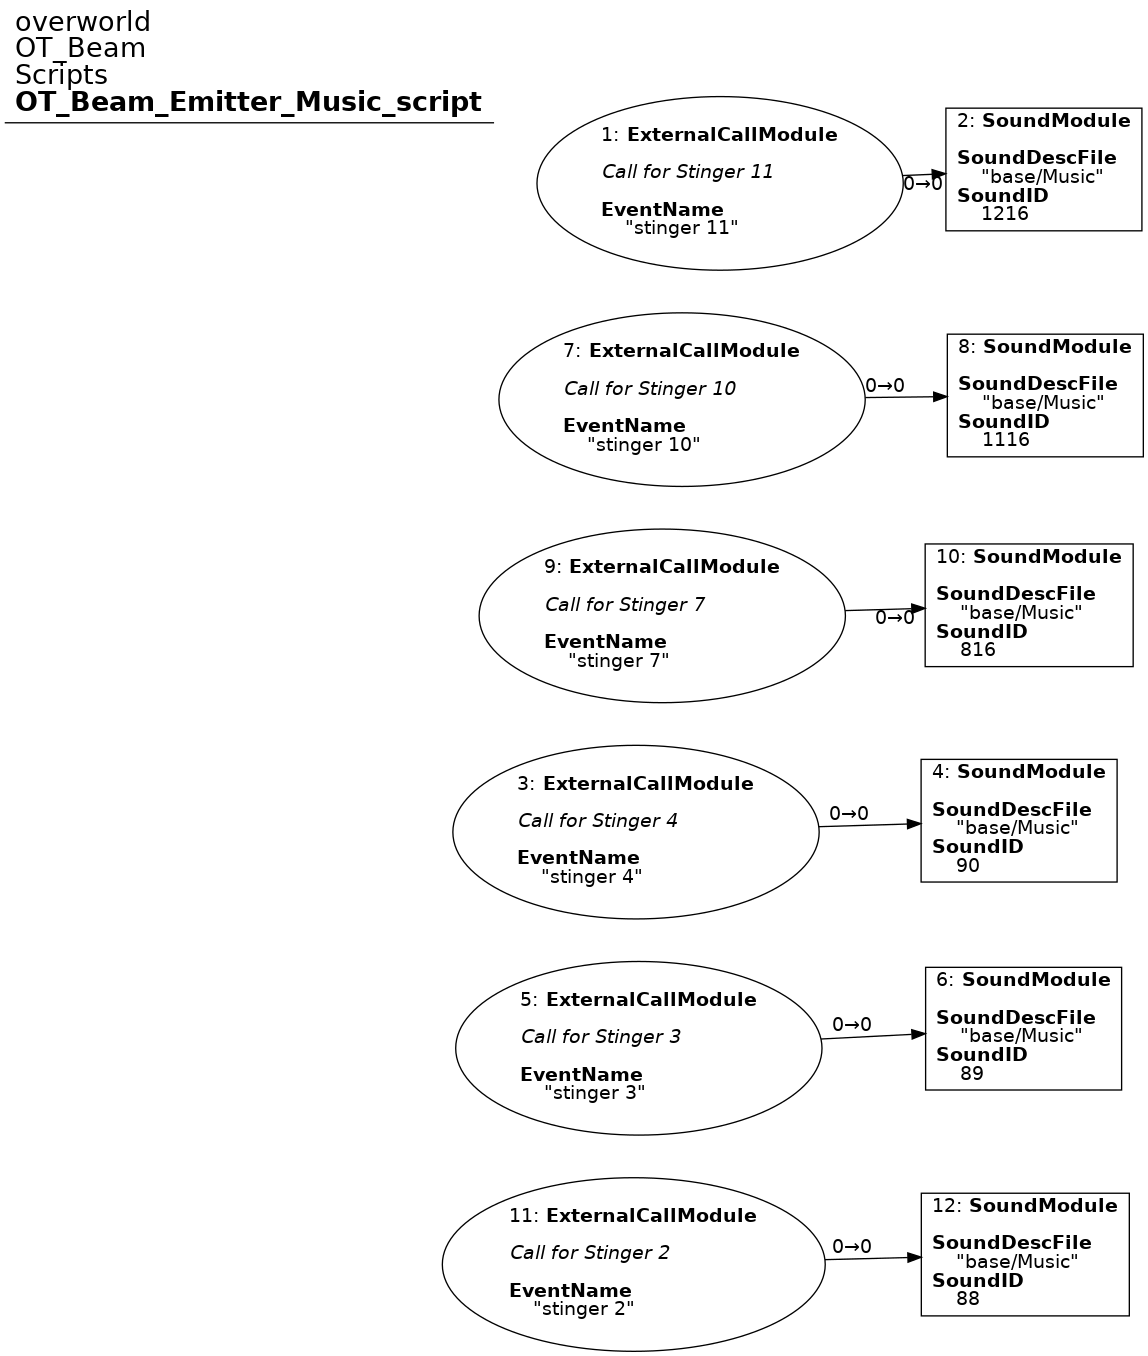 overworld
OT_Beam
Scripts
OT_Beam_Emitter_Music_script
1: ExternalCallModule
Call for Stinger 11
EventName
"stinger 11"
0→0
2: SoundModule
SoundDescFile
"base/Music"
SoundID
1216
7: ExternalCallModule
Call for Stinger 10
EventName
"stinger 10"
0→0
8: SoundModule
SoundDescFile
"base/Music"
SoundID
1116
9: ExternalCallModule
Call for Stinger 7
EventName
"stinger 7"
0→0
10: SoundModule
SoundDescFile
"base/Music"
SoundID
816
3: ExternalCallModule
Call for Stinger 4
EventName
"stinger 4"
0→0
4: SoundModule
SoundDescFile
"base/Music"
SoundID
90
5: ExternalCallModule
Call for Stinger 3
EventName
"stinger 3"
0→0
6: SoundModule
SoundDescFile
"base/Music"
SoundID
89
11: ExternalCallModule
Call for Stinger 2
EventName
"stinger 2"
0→0
12: SoundModule
SoundDescFile
"base/Music"
SoundID
88